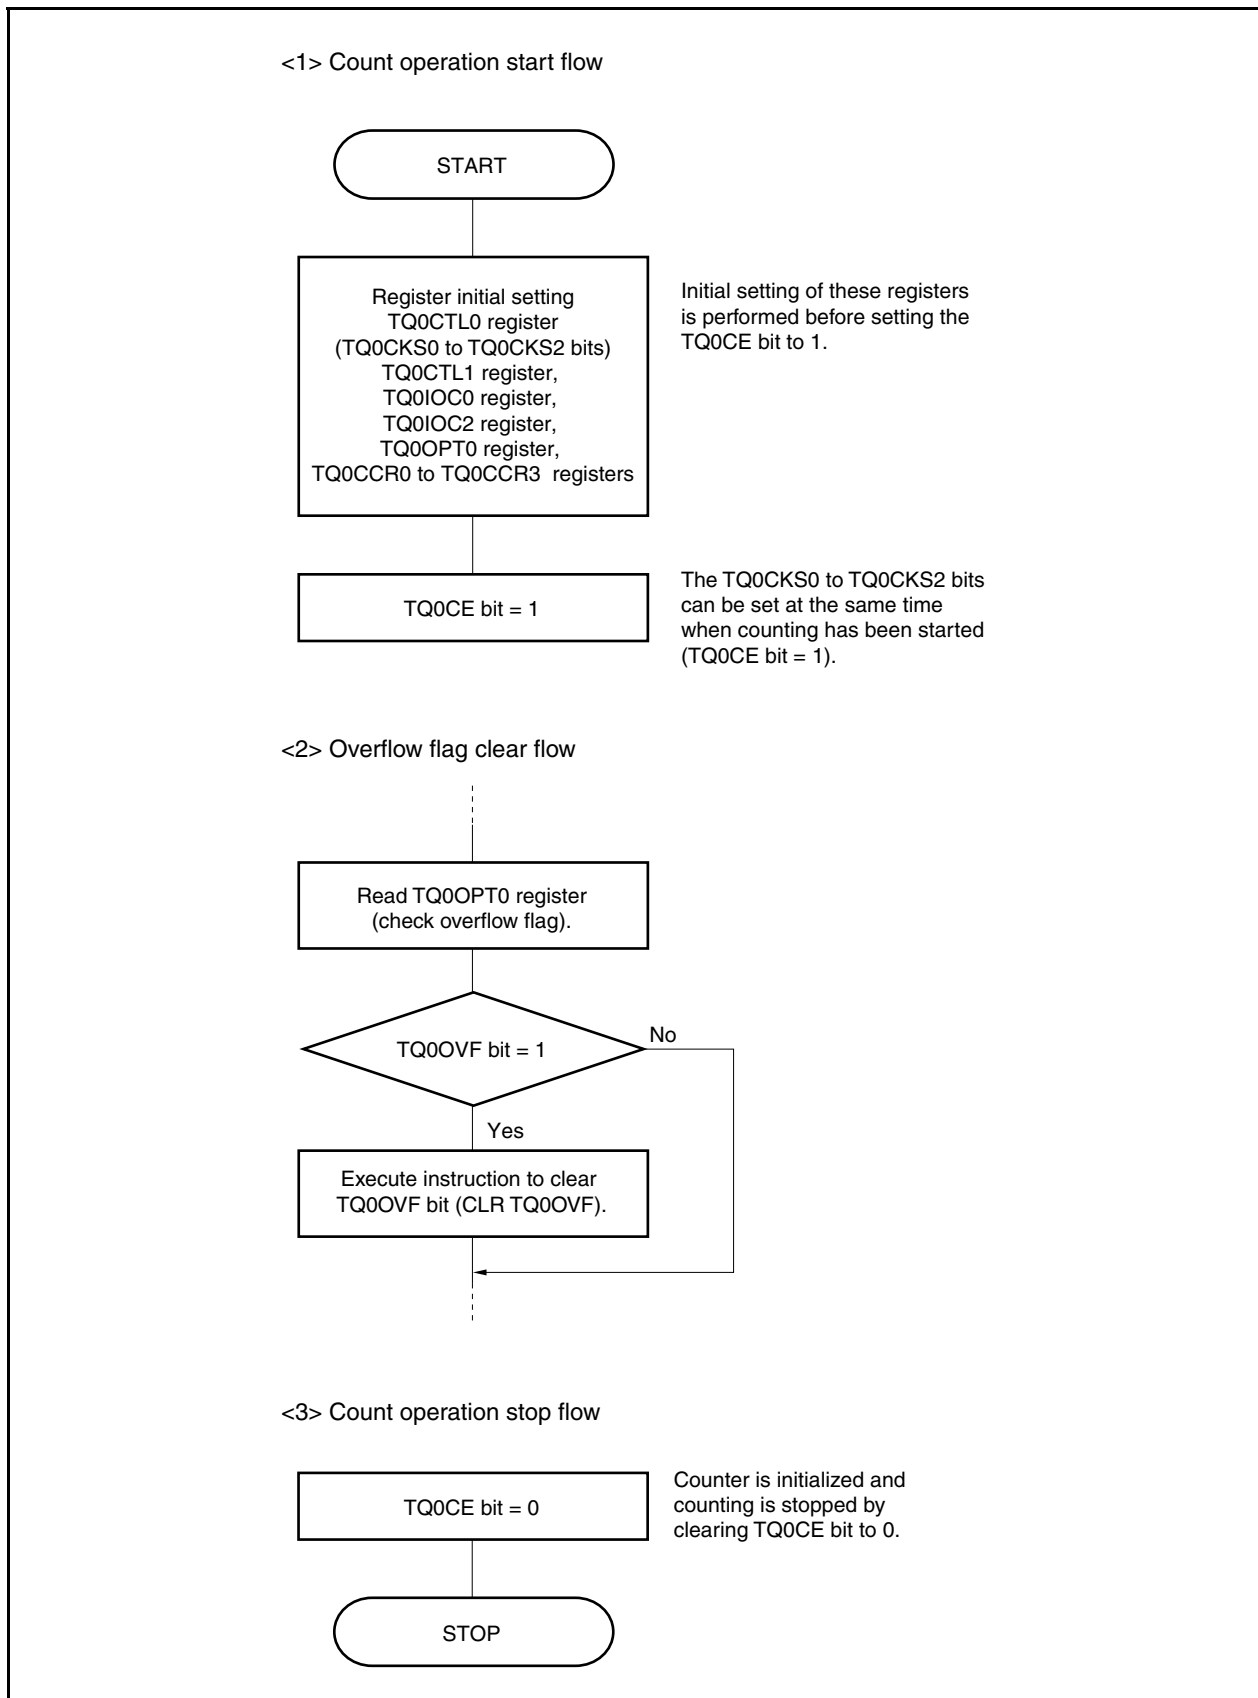 <1> Count operation start flow
START
Register initial setting
TQ0CTL0 register
(TQ0CKS0 to TQ0CKS2 bits)
TQ0CTL1 register,
TQ0IOC0 register,
TQ0IOC2 register,
TQ0OPT0 register,
TQ0CCR0 to TQ0CCR3 registers
Initial setting of these registers
is performed before setting the
TQ0CE bit to 1.
TQ0CE bit = 1
The TQ0CKS0 to TQ0CKS2 bits
can be set at the same time
when counting has been started
(TQ0CE bit = 1).
<2> Overflow flag clear flow
Read TQ0OPT0 register
(check overflow flag).
TQ0OVF bit = 1
No
Yes
Execute instruction to clear
TQ0OVF bit (CLR TQ0OVF).
<3> Count operation stop flow
TQ0CE bit = 0
Counter is initialized and
counting is stopped by
clearing TQ0CE bit to 0.
STOP